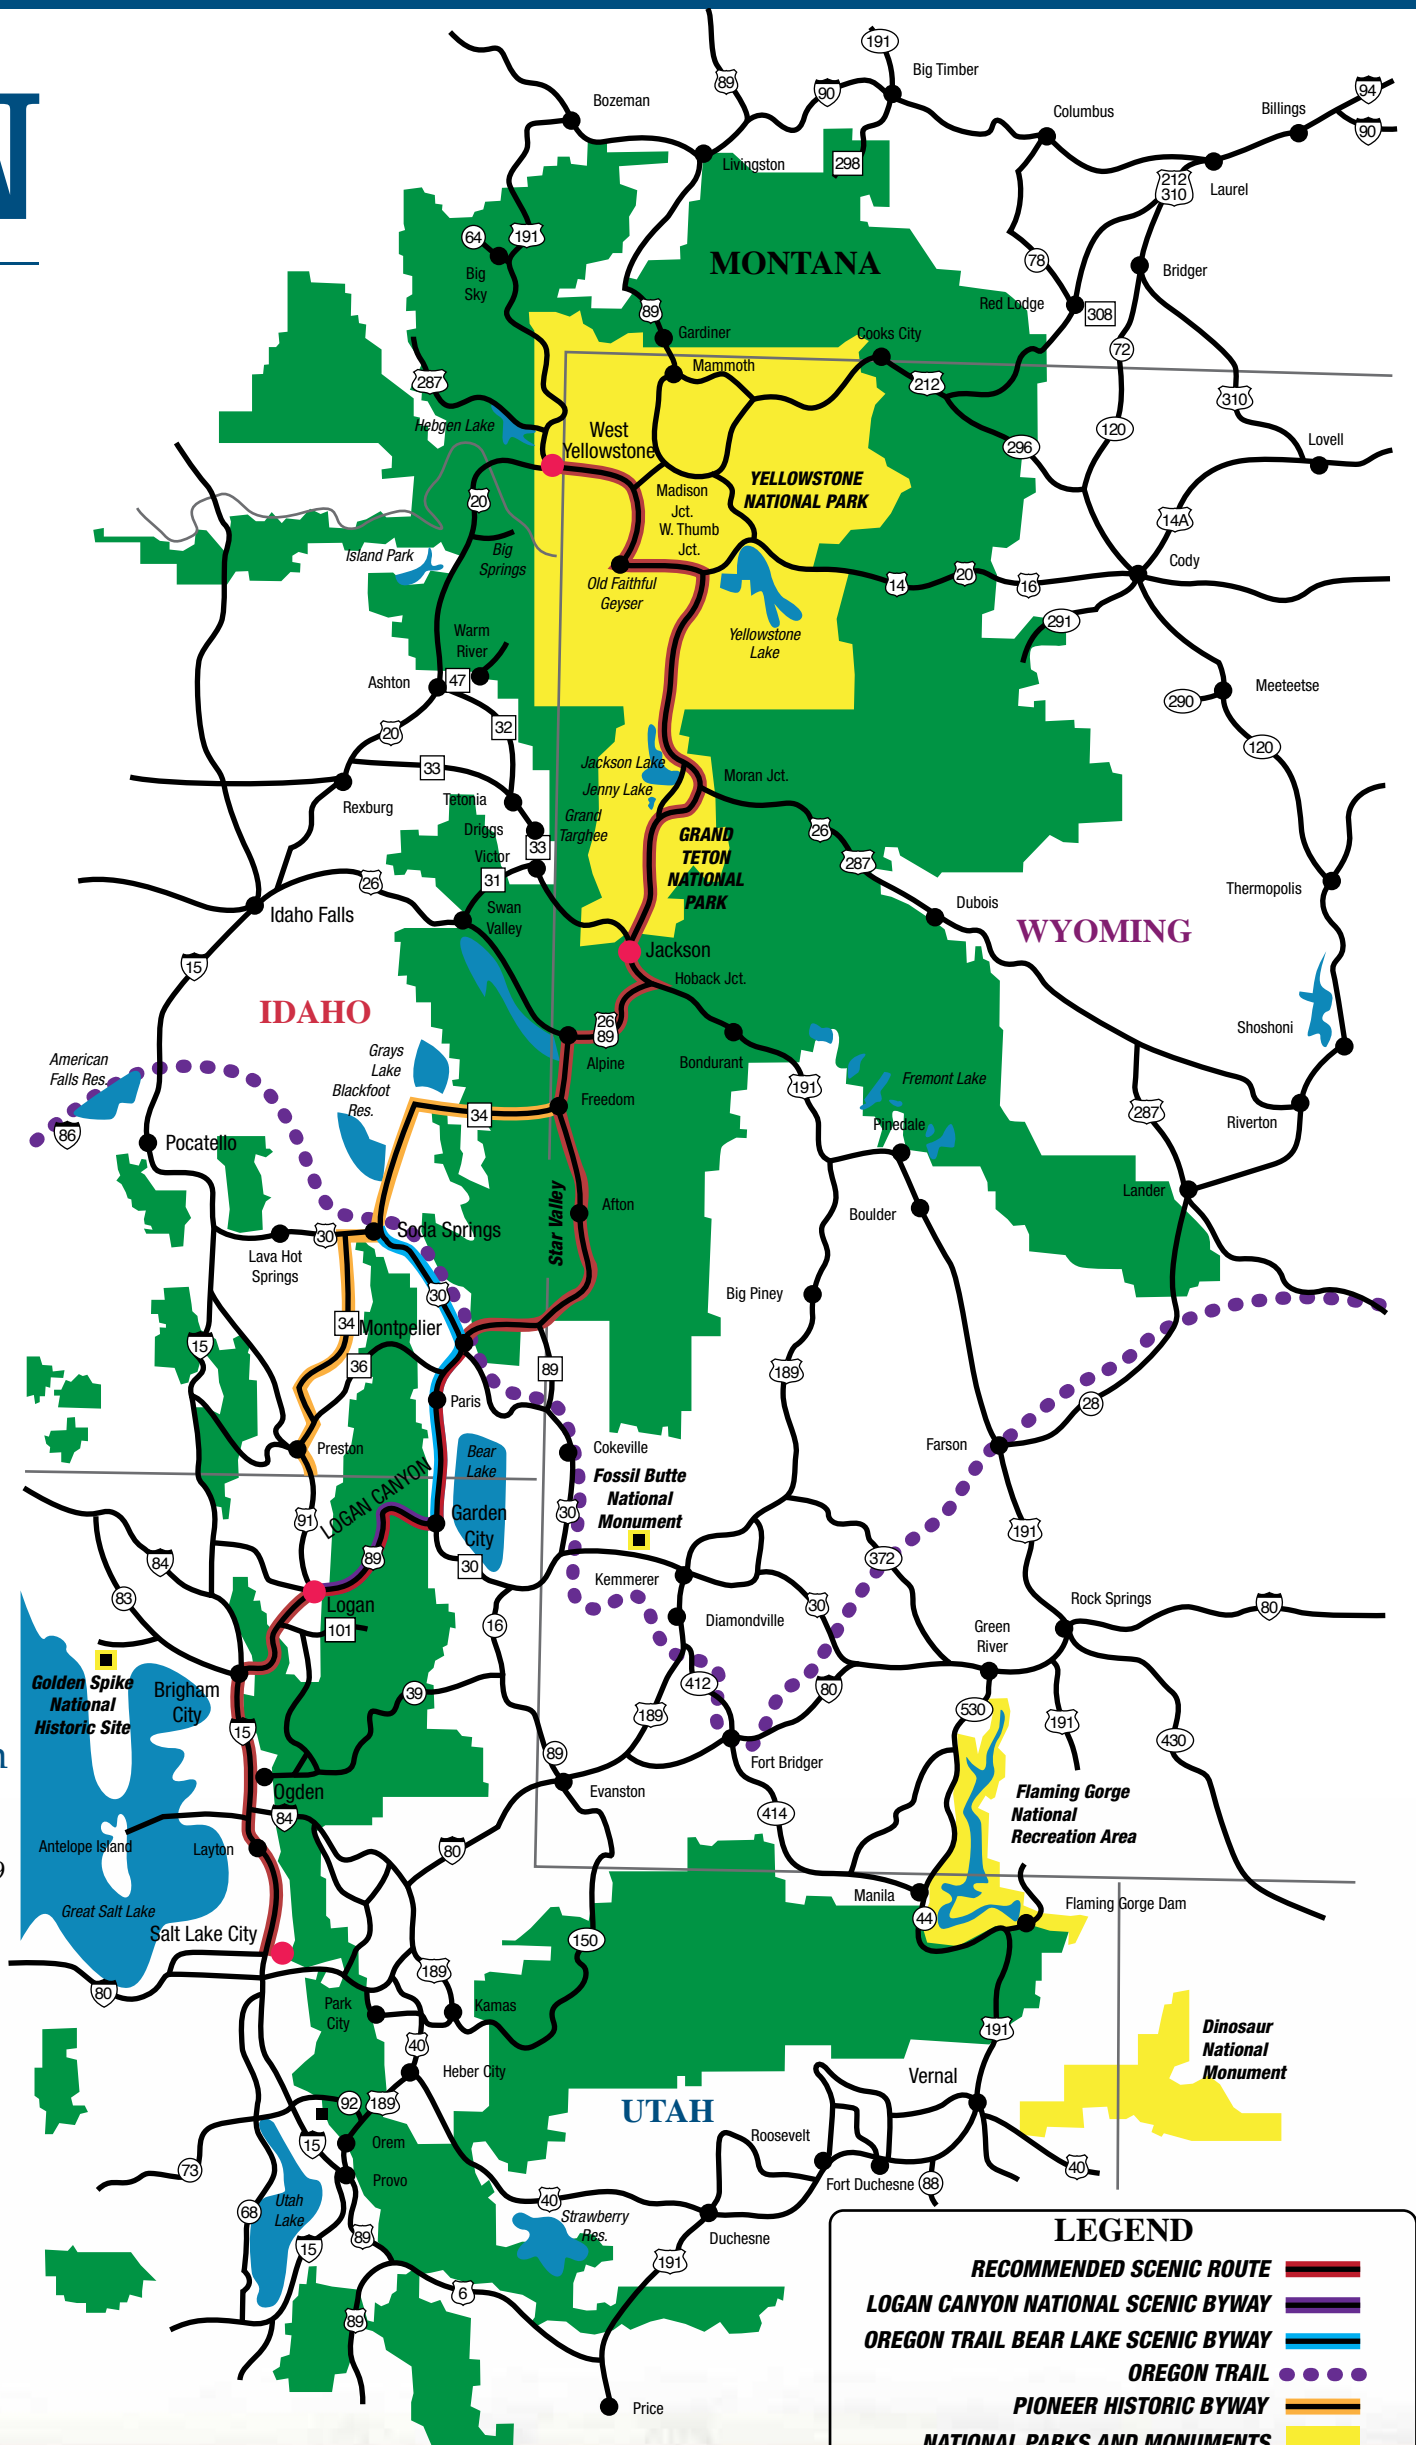 N
191
Big Timber
89
90
94
Bozeman
Columbus
Billings
90
Livingston
298
212
310
Laurel
64
191
MONTANA
78
Big
Sky
Bridger
Red Lodge
308
89
Gardiner
Cooks City
72
Mammoth
287
212
310
Hebgen Lake
West
Yellowstone
120
296
Lovell
YELLOWSTONE
NATIONAL PARK
20
Madison
Jct.
W. Thumb
Jct.
14A
Island Park
Big
Springs
Cody
Old Faithful
Geyser
14
20
16
291
Warm
River
Yellowstone
Lake
Ashton
47
Meeteetse
290
32
20
120
33
Jackson Lake
Moran Jct.
Jenny Lake
Rexburg
Tetonia
Grand
Targhee
Driggs
33
26
GRAND
TETON
NATIONAL
PARK
Victor
287
31
26
Thermopolis
Idaho Falls
Swan
Valley
Dubois
WYOMING
15
Jackson
Hoback Jct.
IDAHO
26
89
Shoshoni
Grays
Lake
American
Falls Res.
Alpine
Bondurant
Blackfoot
Res.
191
Fremont Lake
Freedom
34
287
86
Pinedale
Riverton
Pocatello
Lander
Star Valley
Afton
Boulder
Soda Springs
30
Lava Hot
Springs
30
Big Piney
34
Montpelier
15
36
89
189
Paris
28
Preston
Cokeville
Farson
Bear
Lake
Fossil Butte
National
Monument
LOGAN CANYON
91
Garden
City
30
191
84
89
30
372
83
Kemmerer
Logan
30
Rock Springs
80
101
16
Diamondville
Green
River
Golden Spike
National
Historic Site
Brigham
City
39
412
80
15
189
530
191
430
n
89
Fort Bridger
Ogden
Evanston
Flaming Gorge
National
Recreation Area
84
414
Antelope Island
Layton
80
9
Manila
Great Salt Lake
Flaming Gorge Dam
44
Salt Lake City
150
189
80
Park
City
Kamas
191
Dinosaur
National
Monument
40
Heber City
Vernal
92
189
UTAH
15
Orem
Roosevelt
73
Provo
40
Fort Duchesne
88
68
Utah
Lake
40
Strawberry
Res.
Duchesne
89
15
191
6
89
Price
LEGEND
RECOMMENDED SCENIC ROUTE
LOGAN CANYON NATIONAL SCENIC BYWAY
OREGON TRAIL BEAR LAKE SCENIC BYWAY
OREGON TRAIL
PIONEER HISTORIC BYWAY
NATIONAL PARKS AND MONUMENTS